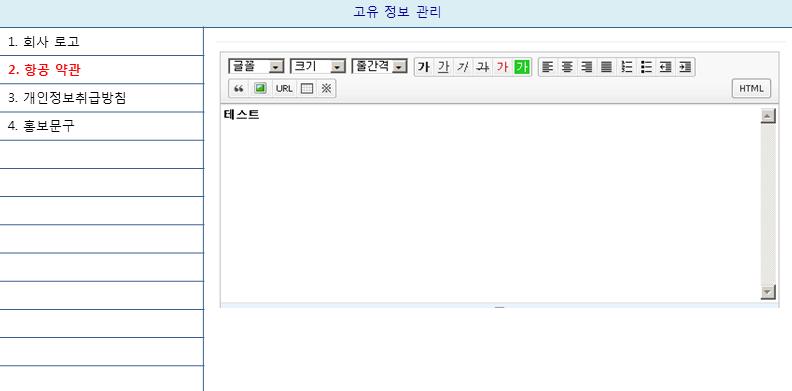 고유 정보 관리
1. 회사 로고
2. 항공 약관
3. 개인정보취급방침
4. 홍보문구
글꼴 크기 줄간격 가 가 가 가 가 가
“ URL ※ HTML
테스트